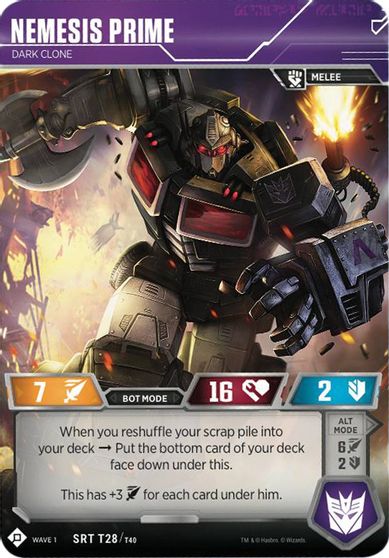 NEMESIS PRIME
DARK CLONE
MELEE
7
BOT MODE
16
2
ALT
MODE
6
2
When you reshuffle your scrap pile into
your deck → Put the bottom card of your deck
face down under this.
This has +3 for each card under him.
WAVE 1
SRT T28/T40
TM & © Hasbro. © Wizards.